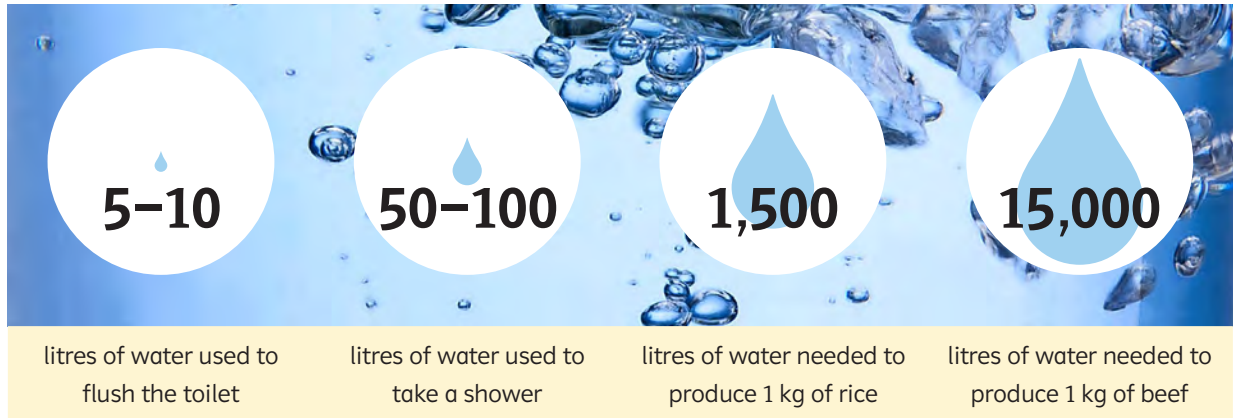 5–10
litres of water used to
flush the toilet
50–100
litres of water used to
take a shower
1,500
litres of water needed to
produce 1 kg of rice
15,000
litres of water needed to
produce 1 kg of beef